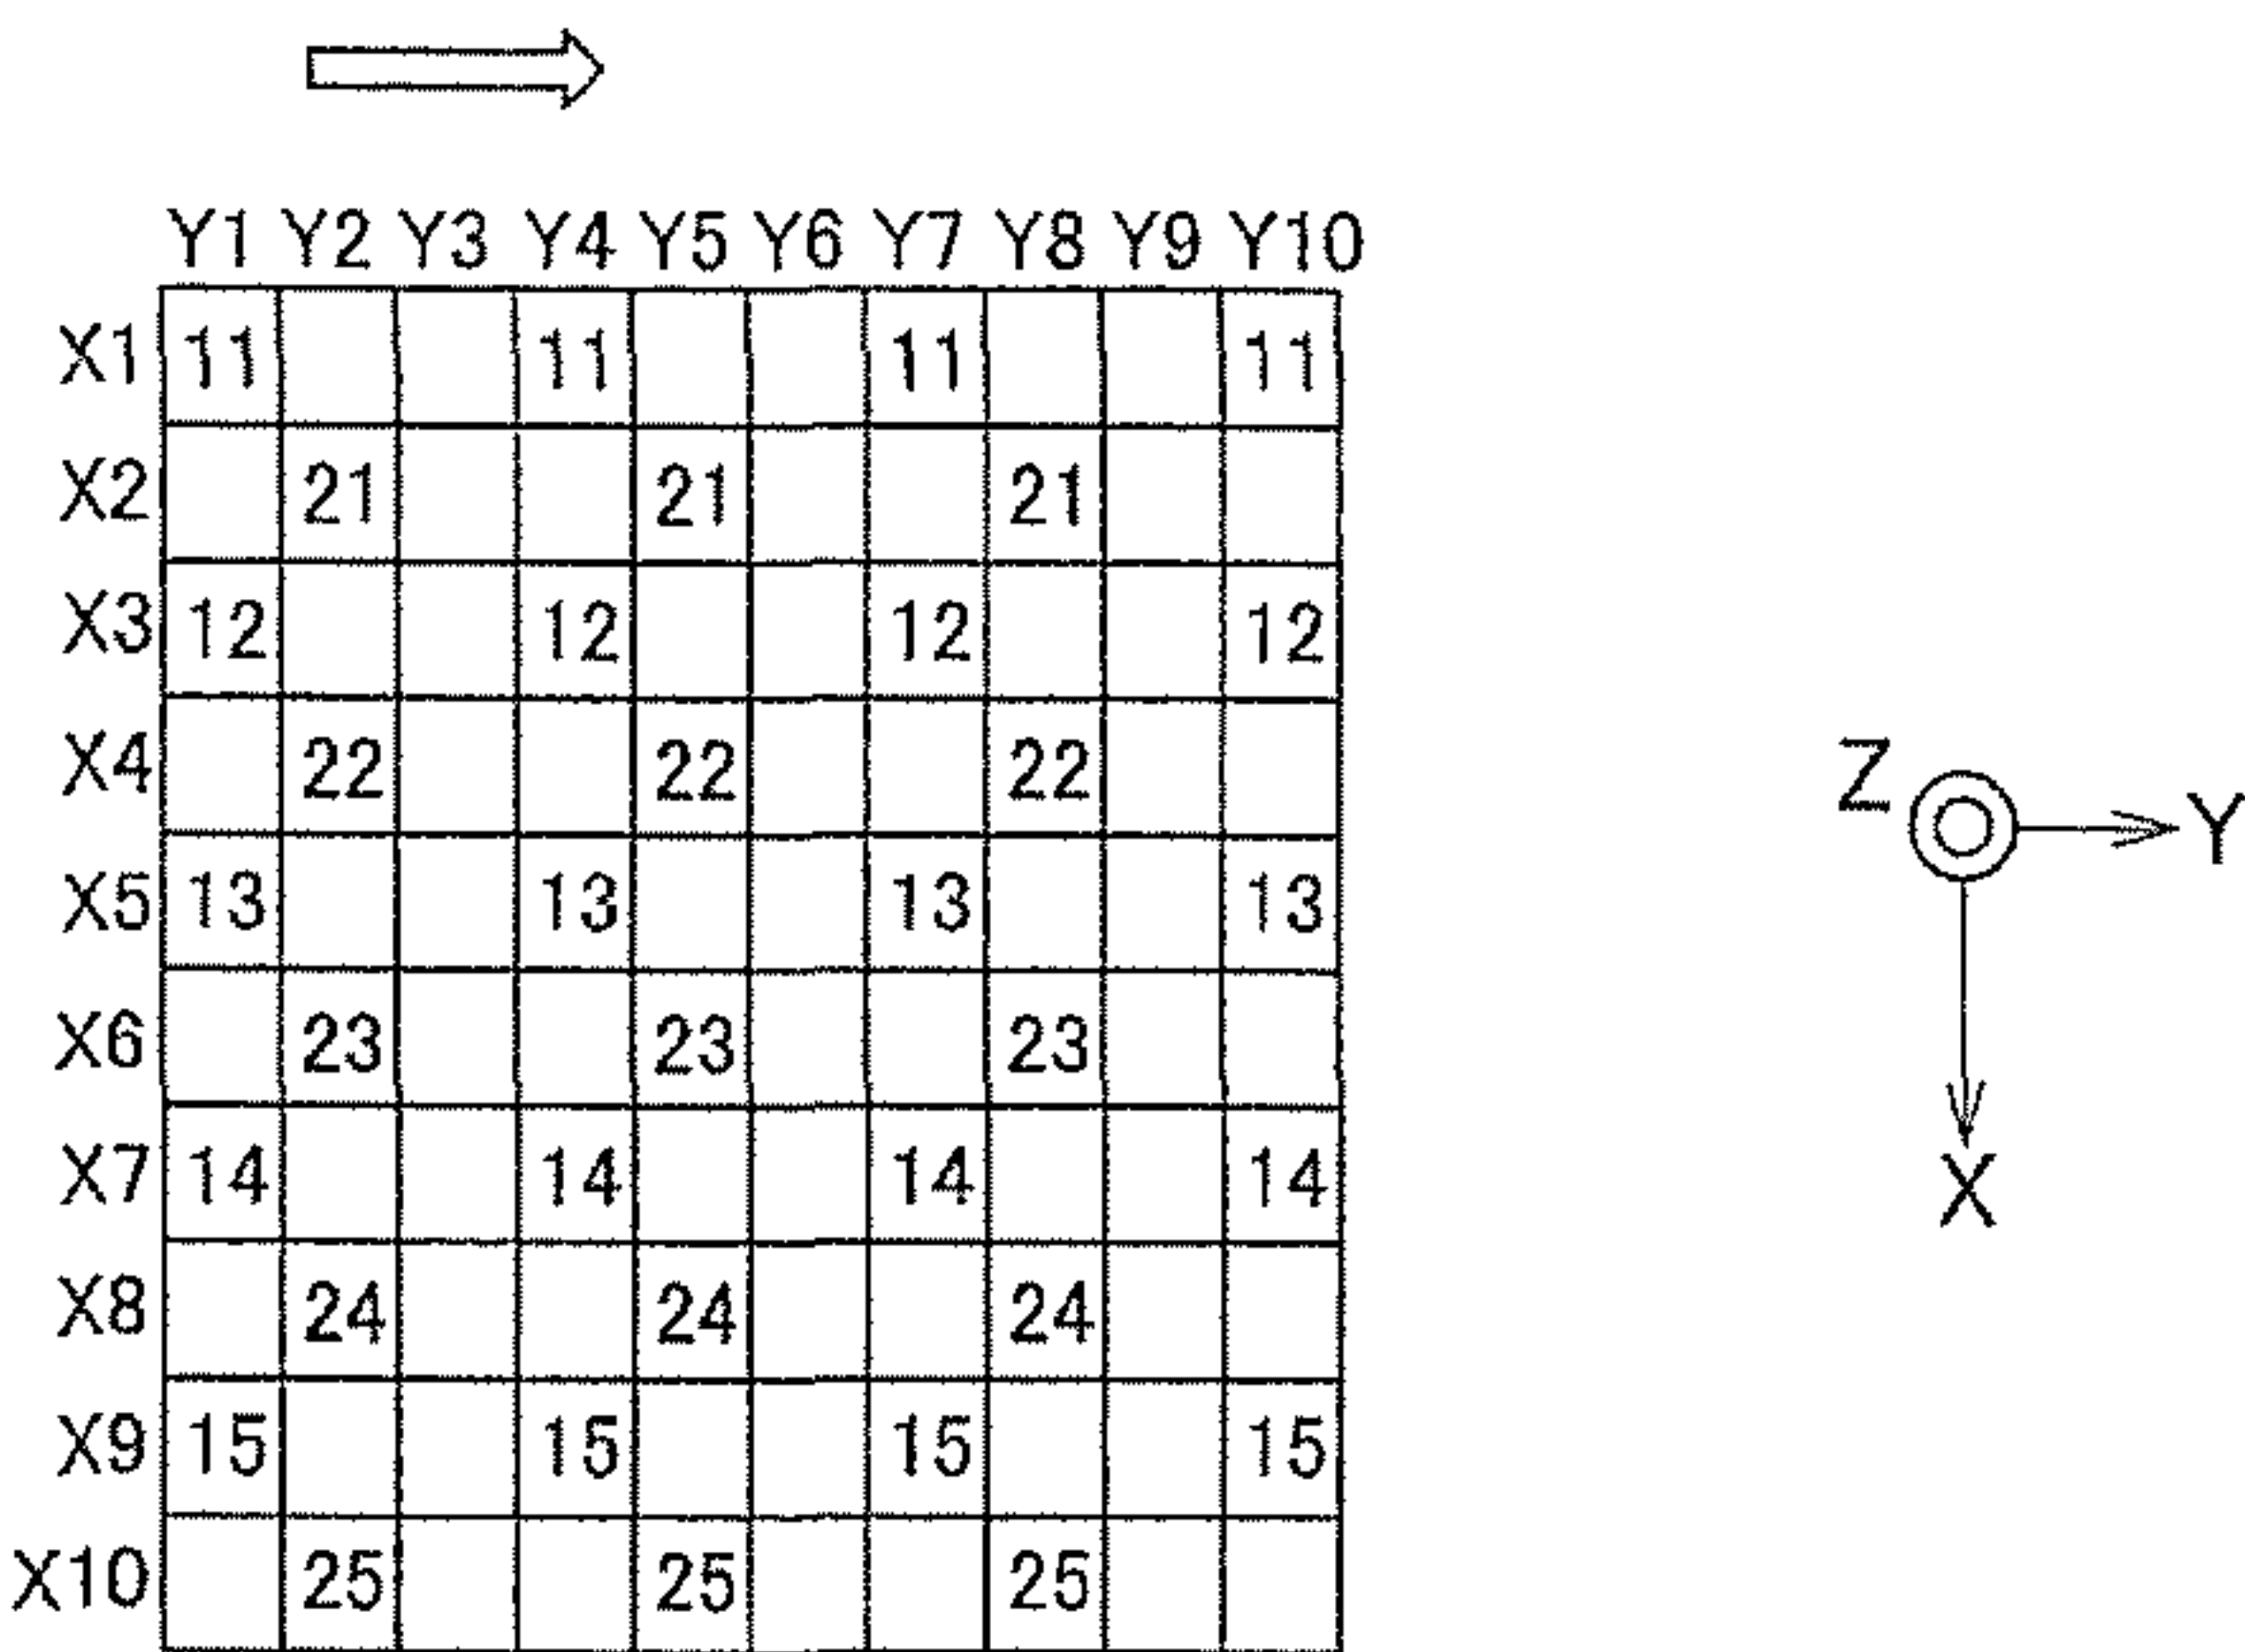 Y1 Y2 Y3 Y4 Y5 Y6 Y7 Y8 Y9 Y10
X1 11 11 11 11
X2 21 21 21
X3 12 12 12 12
X4 22 22 22
X5 13 13 13 13
X6 23 23 23
X7 14 14 14 14
X8 24 24 24
X9 15 15 15 15
X10 25 25 25
Z
Y
X